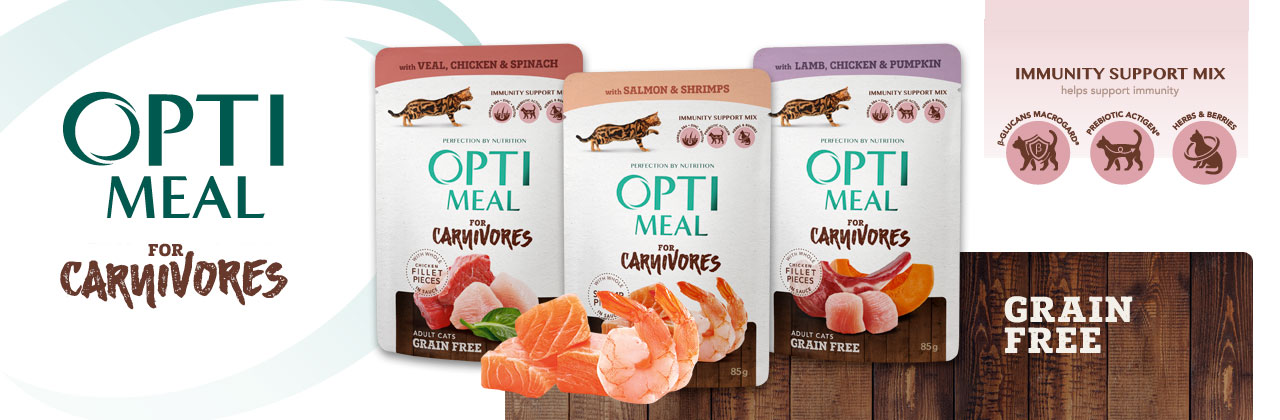 OPTI
MEAL
FOR
CARNIVORES
with VEAL, CHICKEN & SPINACH
IMMUNITY SUPPORT MIX
PERFECTION BY NUTRITION
OPTI
MEAL
FOR
CARNIVORES
WITH WHOLE
CHICKEN
FILLET
PIECES
IN SAUCE
ADULT CATS
GRAIN FREE
with SALMON & SHRIMPS
IMMUNITY SUPPORT MIX
PERFECTION BY NUTRITION
OPTI
MEAL
FOR
CARNIVORES
WITH WHOLE
85g
with LAMB, CHICKEN & PUMPKIN
IMMUNITY SUPPORT MIX
PERFECTION BY NUTRITION
OPTI
MEAL
FOR
CARNIVORES
WITH WHOLE
CHICKEN
FILLET
PIECES
IN SAUCE
ADULT CATS
GRAIN FREE
85g
IMMUNITY SUPPORT MIX
helps support immunity
β-GLUCANS MACROGARD®
PREBIOTIC ACTIGEN®
HERBS & BERRIES
β
GRAIN
FREE